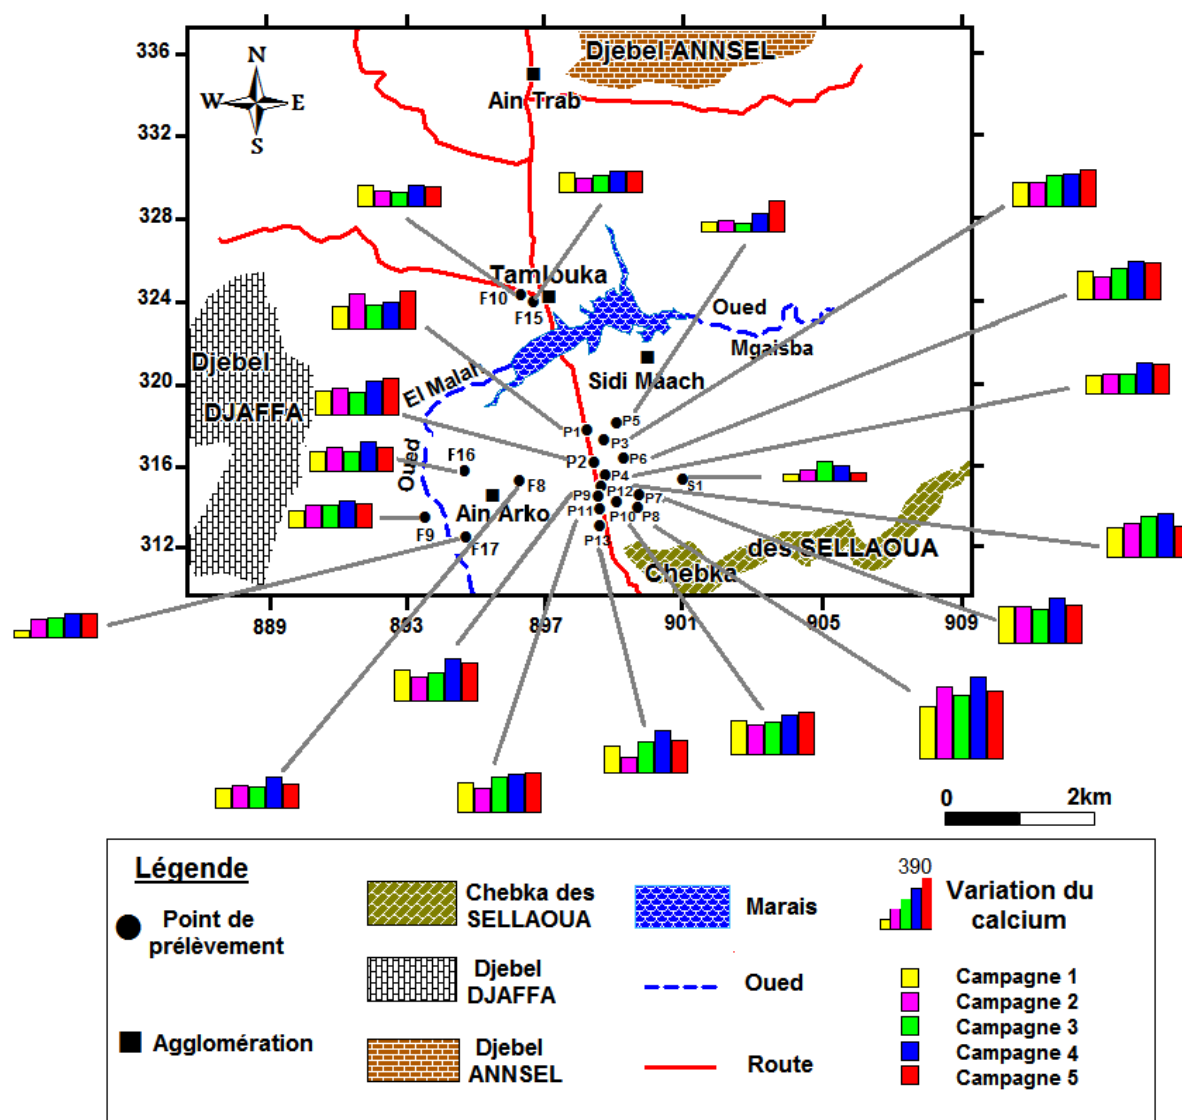 336
332
328
324
320
316
312
889
893
897
901
905
909
N
W
E
S
Djebel ANNSEL
Ain Trab
Tamlouka
F10
F15
Oued
Mgaisba
Sidi Maach
El Malah
Oued
Djebel
DJAFFA
P1
P5
P3
P2
P6
P4
F16
F8
P9
P12
P7
S1
Ain Arko
P11
P10
P8
F9
F17
P13
des SELLAOUA
Chebka
0
2km
Légende
Point de
prélèvement
Agglomération
Chebka des
SELLAOUA
Djebel
DJAFFA
Djebel
ANNSEL
Marais
Oued
Route
390
Variation du
calcium
Campagne 1
Campagne 2
Campagne 3
Campagne 4
Campagne 5